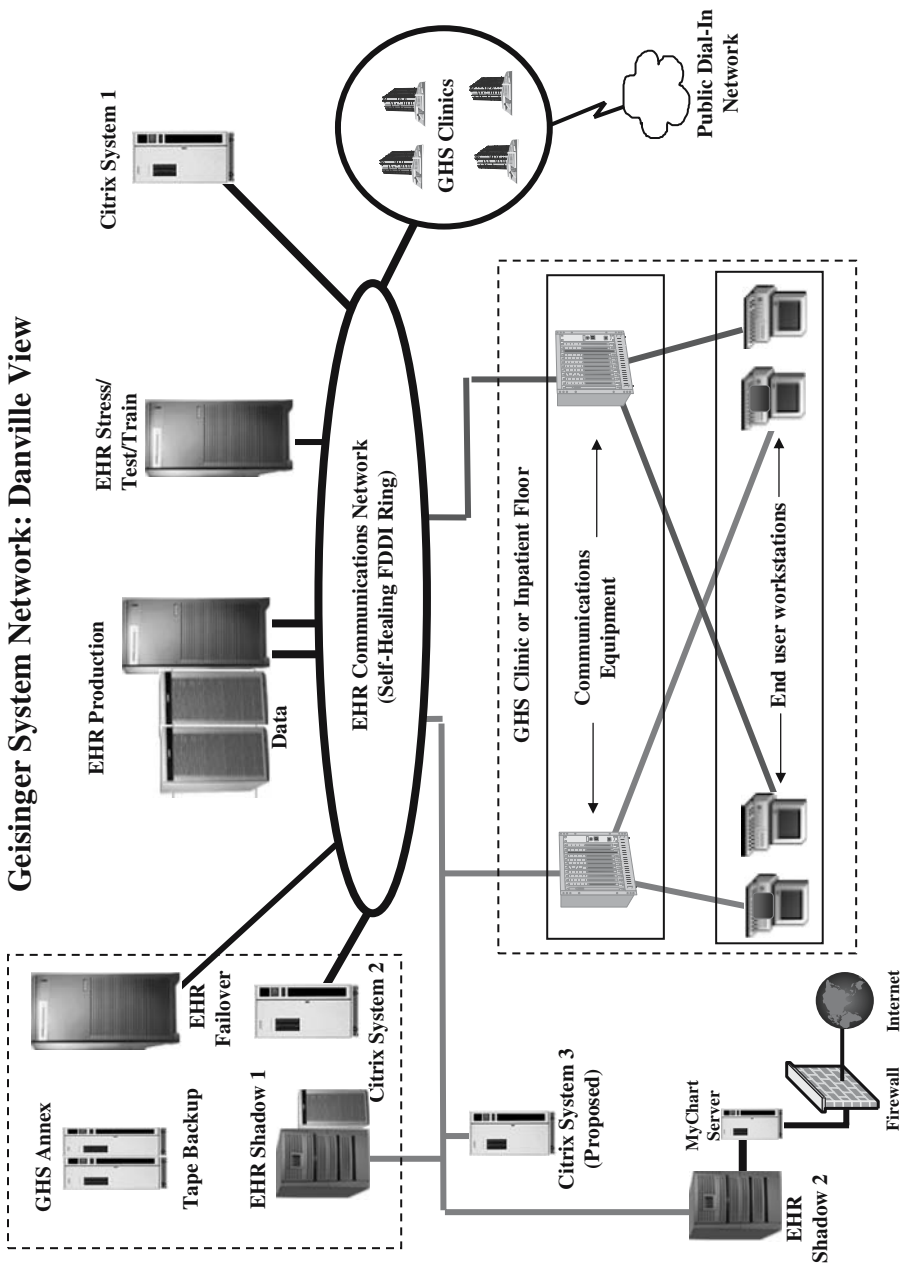 Geisinger System Network: Danville View
GHS Annex
Tape Backup
EHR
Failover
EHR Shadow 1
Citrix System 2
EHR Production
Data
EHR Stress/
Test/Train
Citrix System 1
EHR Communications Network
(Self-Healing FDDI Ring)
GHS Clinics
Public Dial-In
Network
Citrix System 3
(Proposed)
MyChart
Server
EHR
Shadow 2
Firewall
Internet
GHS Clinic or Inpatient Floor
Communications
Equipment
End user workstations